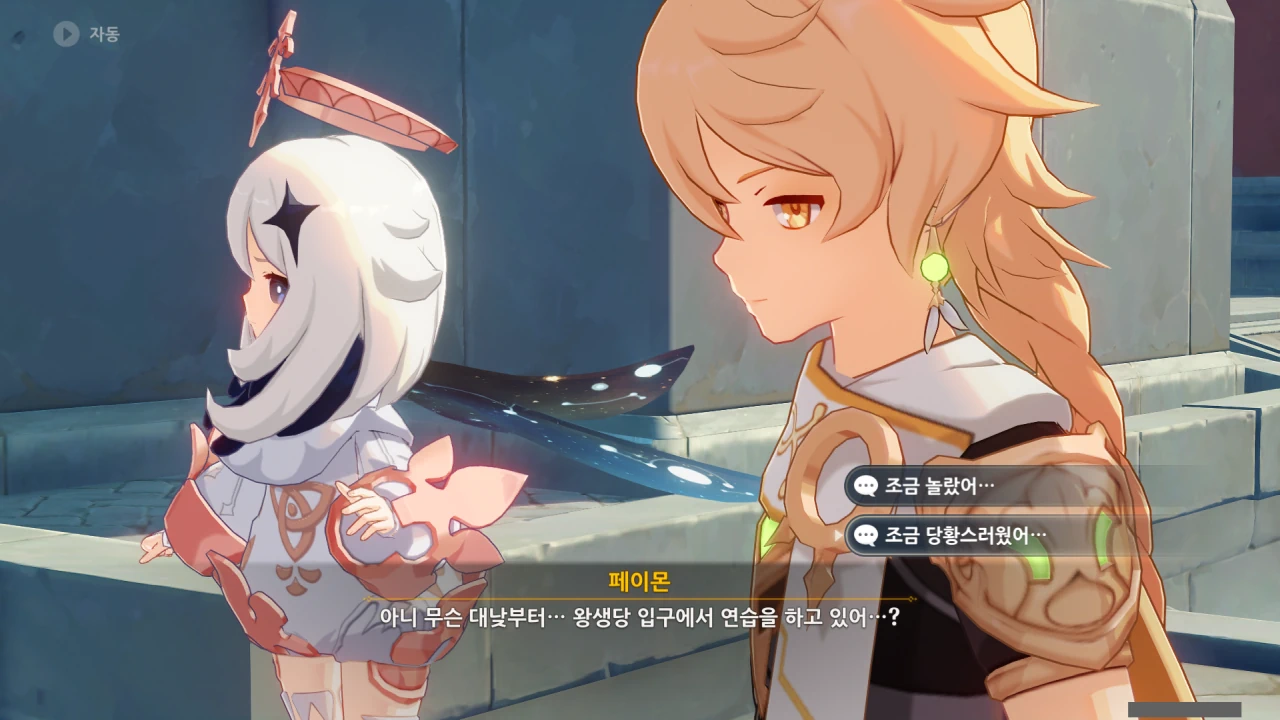 자동
조금 놀랐어…
조금 당황스러웠어…
페이몬
아니 무슨 대낮부터… 왕생당 입구에서 연습을 하고 있어…?